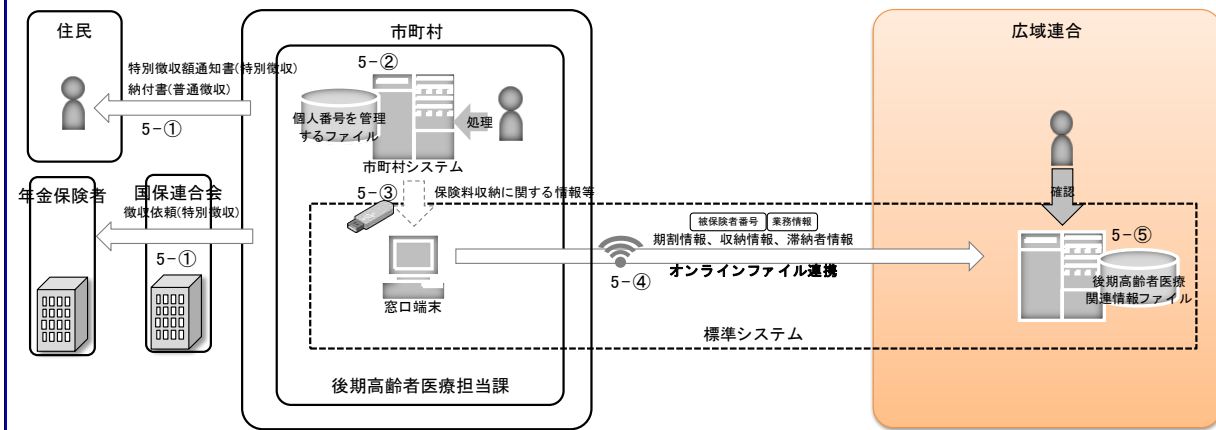 住民
市町村
広域連合
特別徴収額通知書(特別徴収)
納付書(普通徴収)
5-①
5-②
個人番号を管理
するファイル
処理
市町村システム
年金保険者
国保連合会
徴収依頼(特別徴収)
5-①
5-③
保険料収納に関する情報等
確認
被保険者番号
業務情報
期割情報、収納情報、滞納者情報
5-④
オンラインファイル連携
5-⑤
後期高齢者医療
関連情報ファイル
窓口端末
標準システム
後期高齢者医療担当課